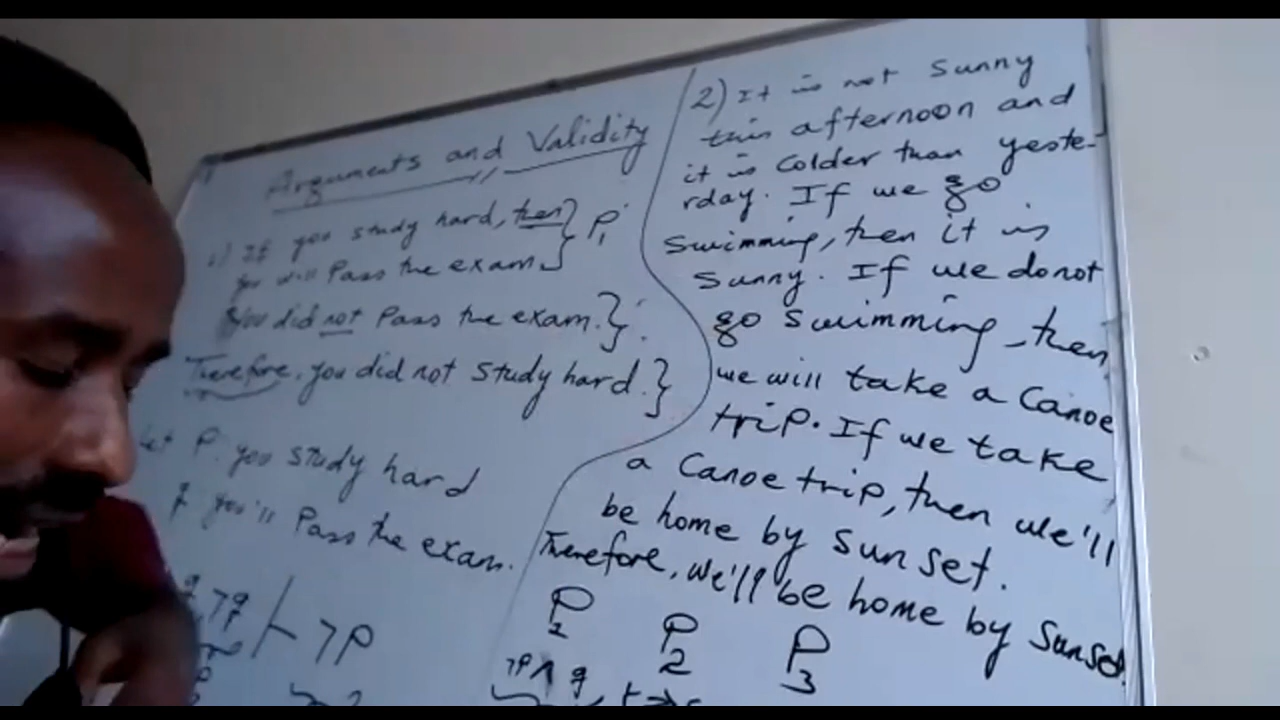 Arguments and Validity
1) If you study hard, then } P1
you will Pass the exam.
You did not Pass the exam. }
Therefore, you did not study hard. }
Let P: you study hard
q: you'll Pass the exam.
¬q ⊢ ¬P
2) It is not sunny
this afternoon and
it is colder than yeste-
rday. If we go
swimming, then it is
sunny. If we do not
go swimming, then
we will take a Canoe
trip. If we take
a Canoe trip, then we'll
be home by sunset.
Therefore, we'll be home by sunset.
P1 P2 P3
¬P ∧ q